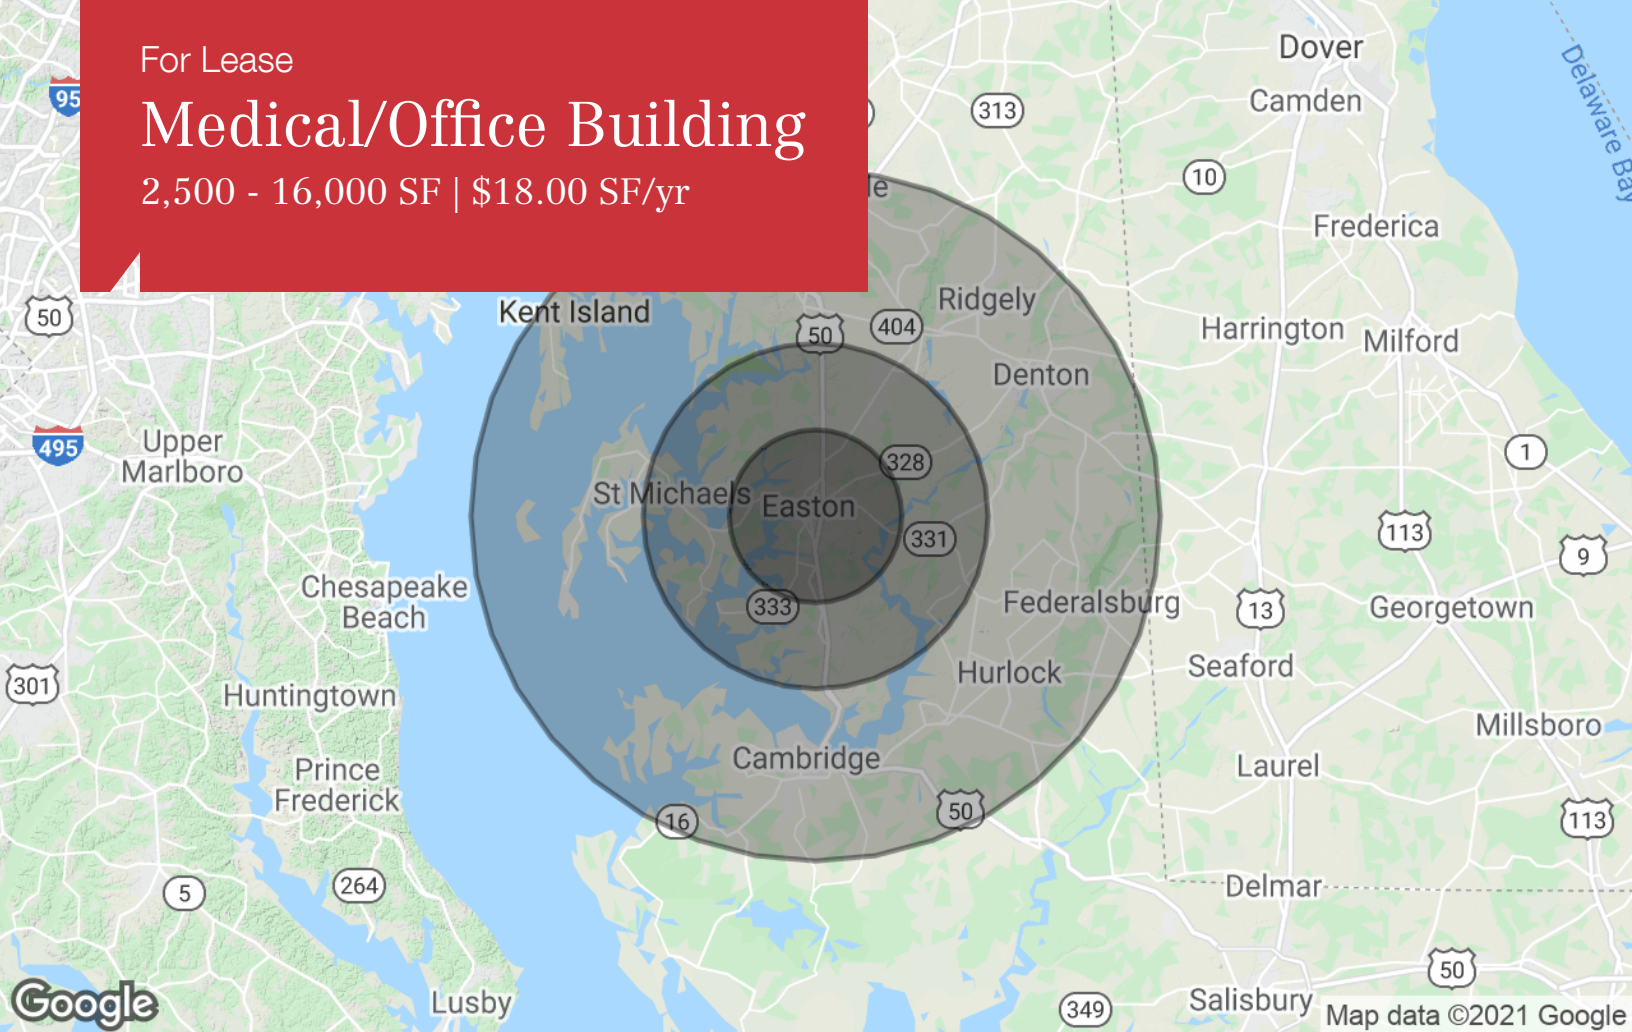 For Lease
Medical/Office Building
2,500 - 16,000 SF | $18.00 SF/yr
Dover
95
313
Camden
Delaware Bay
10
Frederica
Ridgely
Kent Island
50
50
404
Harrington
Milford
Denton
Upper
Marlboro
495
328
1
St Michaels
Easton
331
113
9
Chesapeake
Beach
333
Federalsburg
13
Georgetown
Hurlock
Seaford
301
Huntingtown
Millsboro
Cambridge
Laurel
Prince
Frederick
16
50
113
5
264
Delmar
50
Google
Lusby
349
Salisbury
Map data ©2021 Google